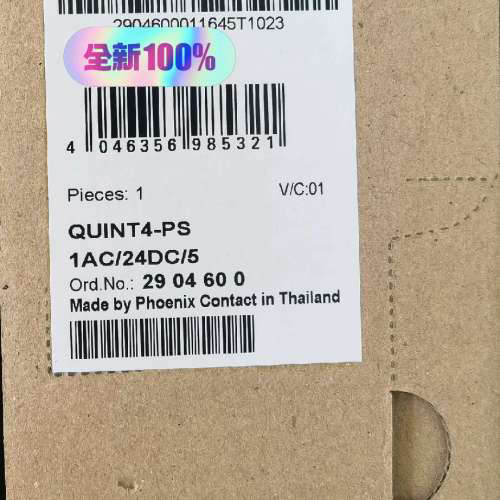 2904600011645T1023
全新100%
4 046356 985321
Pieces: 1 V/C:01
QUINT4-PS
1AC/24DC/5
Ord.No.: 29 04 60 0
Made by Phoenix Contact in Thailand